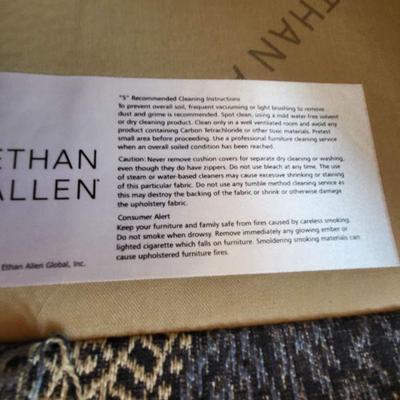 THAN A
"S" Recommended Cleaning Instructions
To prevent overall soil, frequent vacuuming or light brushing to remove
dust and grime is recommended. Spot clean, using a mild water-free solvent
or dry cleaning product. Clean only in a well ventilated room and avoid any
product containing Carbon Tetrachloride or other toxic materials. Pretest
small area before proceeding. Use a professional furniture cleaning service
when an overall soiled condition has been reached.
Caution: Never remove cushion covers for separate dry cleaning or washing,
even though they do have zippers. Do not use bleach at any time. The use
of steam or water-based cleaners may cause excessive shrinking or staining
of this particular fabric. Do not use any tumble method cleaning service as
this may destroy the backing of the fabric or shrink or otherwise damage
the upholstery fabric.
Consumer Alert
Keep your furniture and family safe from fires caused by careless smoking.
Do not smoke when drowsy. Remove immediately any glowing ember or
lighted cigarette which falls on furniture. Smoldering smoking materials can
cause upholstered furniture fires.
ETHAN
ALLEN
Ethan Allen Global, Inc.